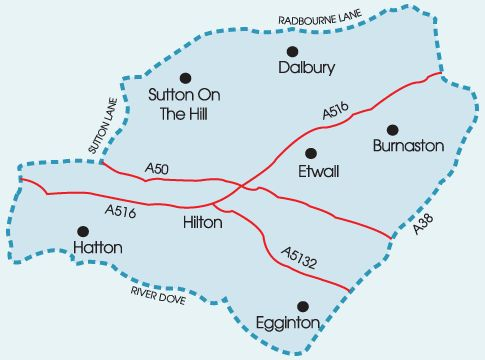 RADBOURNE LANE
Dalbury
Sutton On
The Hill
SUTTON LANE
A516
Burnaston
Etwall
A50
A516
Hilton
A38
Hatton
A5132
RIVER DOVE
Egginton